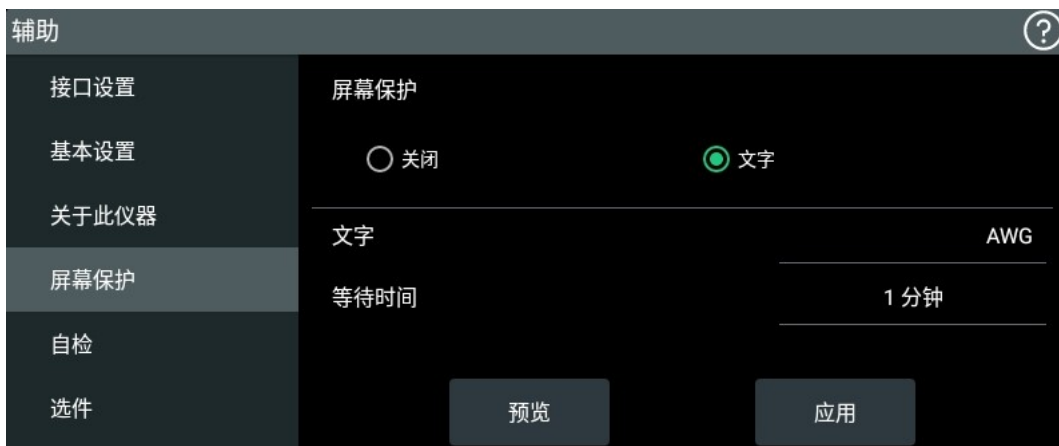 辅助
?
接口设置
基本设置
关于此仪器
屏幕保护
自检
选件
屏幕保护
关闭
文字
文字
AWG
等待时间
1 分钟
预览
应用